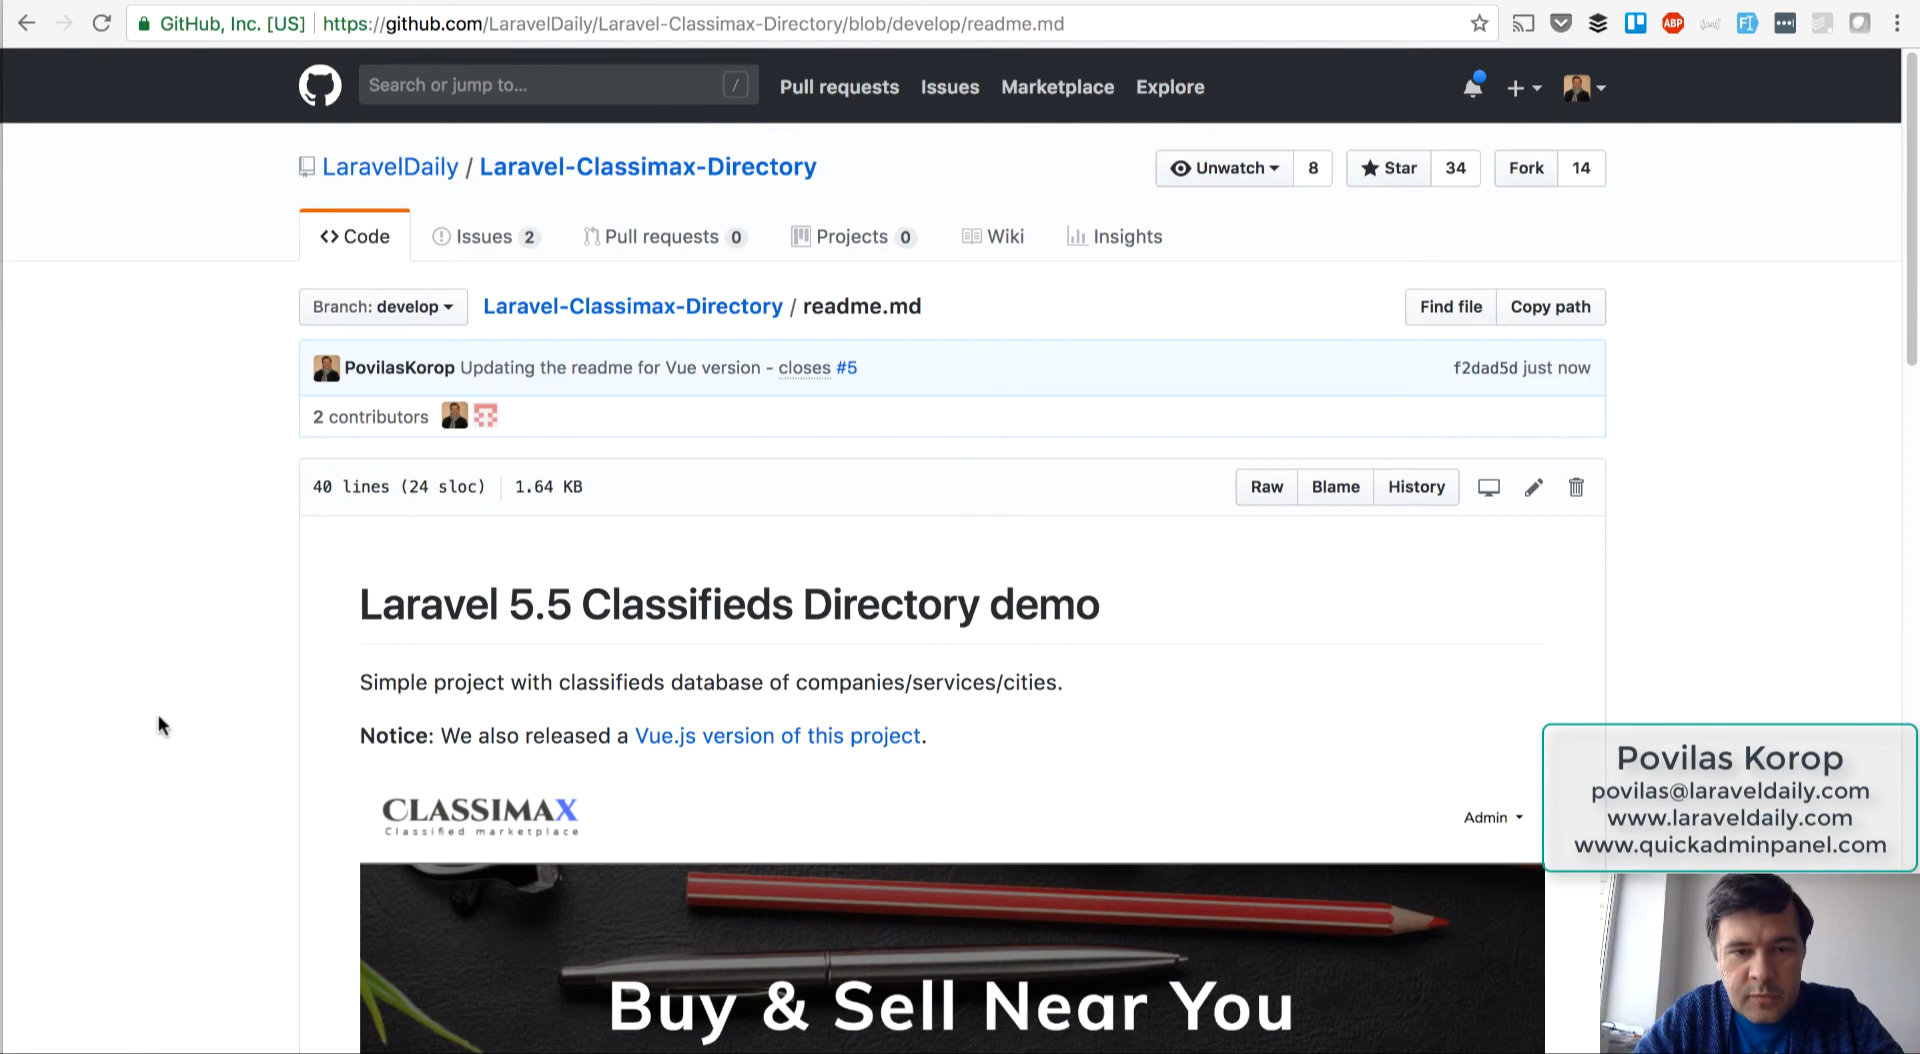 GitHub, Inc. [US] https://github.com/LaravelDaily/Laravel-Classimax-Directory/blob/develop/readme.md
ABP
FI
Search or jump to... /
Pull requests Issues Marketplace Explore
LaravelDaily / Laravel-Classimax-Directory
Unwatch 8 Star 34 Fork 14
Code Issues 2 Pull requests 0 Projects 0 Wiki Insights
Branch: develop Laravel-Classimax-Directory / readme.md Find file Copy path
PovilasKorop Updating the readme for Vue version - closes #5 f2dad5d just now
2 contributors
40 lines (24 sloc) 1.64 KB Raw Blame History
Laravel 5.5 Classifieds Directory demo
Simple project with classifieds database of companies/services/cities.
Notice: We also released a Vue.js version of this project.
CLASSIMAX
Classified marketplace
Admin
Buy & Sell Near You
Povilas Korop
povilas@laraveldaily.com
www.laraveldaily.com
www.quickadminpanel.com